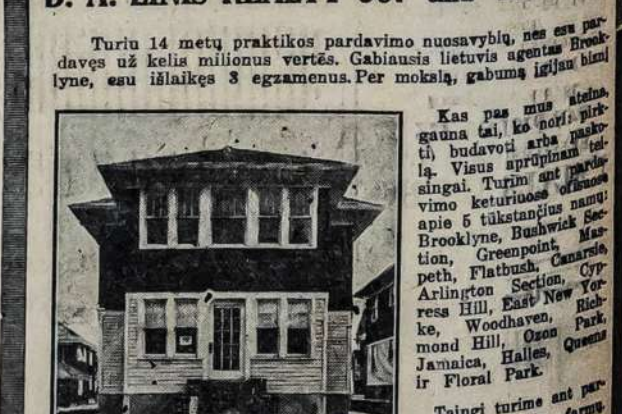 Turiu 14 metų praktikos pardavimo nuosavybių, nes esu par-
davęs už kelis milionus vertės. Gabiausis lietuvis agentas Brook-
lyne, esu išlaikęs 3 egzamenus. Per mokslą, gabumą įgijau biznį
Kas pas mus ateina,
gauna tai, ko nori: pirk-
ti, budavoti arba pasko-
lą. Visus aprūpinam tei-
singai. Turim ant parda-
vimo keturiuose ofisuose
apie 5 tūkstančius namų:
Brooklyne, Bushwick Sec-
tion, Greenpoint, Mas-
peth, Flatbush, Canarsie,
Arlington Section, Cyp-
ress Hill, East New Yor-
ke, Woodhaven, Rich-
mond Hill, Ozon Park,
Jamaica, Halles, Queens
ir Floral Park.
Taipgi turime ant par-